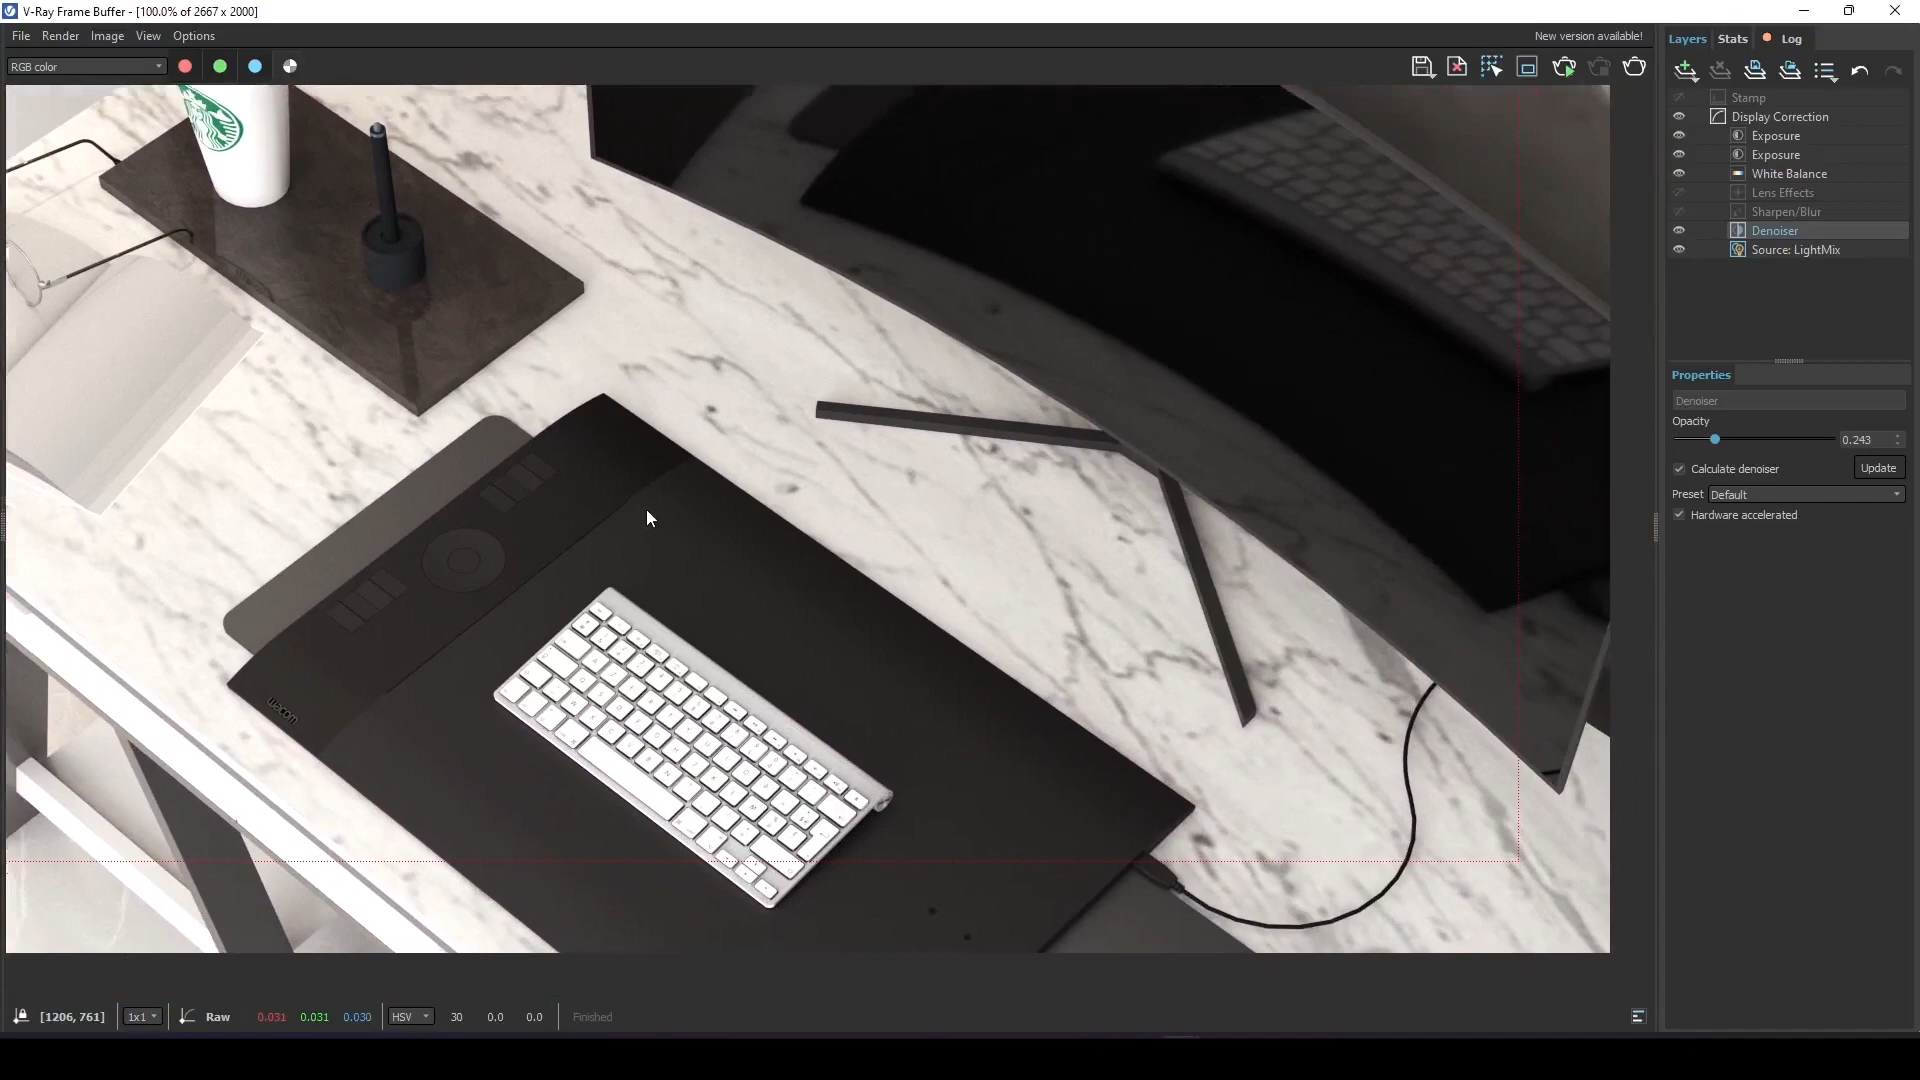 V-Ray Frame Buffer - [100.0% of 2667 x 2000]
File Render Image View Options
New version available!
RGB color
Layers Stats Log
Stamp
Display Correction
Exposure
Exposure
White Balance
Lens Effects
Sharpen/Blur
Denoiser
Source: LightMix
Properties
Denoiser
Opacity
0.243
Calculate denoiser Update
Preset Default
Hardware accelerated
wacom
[1206, 761] 1x1 Raw 0.031 0.031 0.030 HSV 30 0.0 0.0 Finished